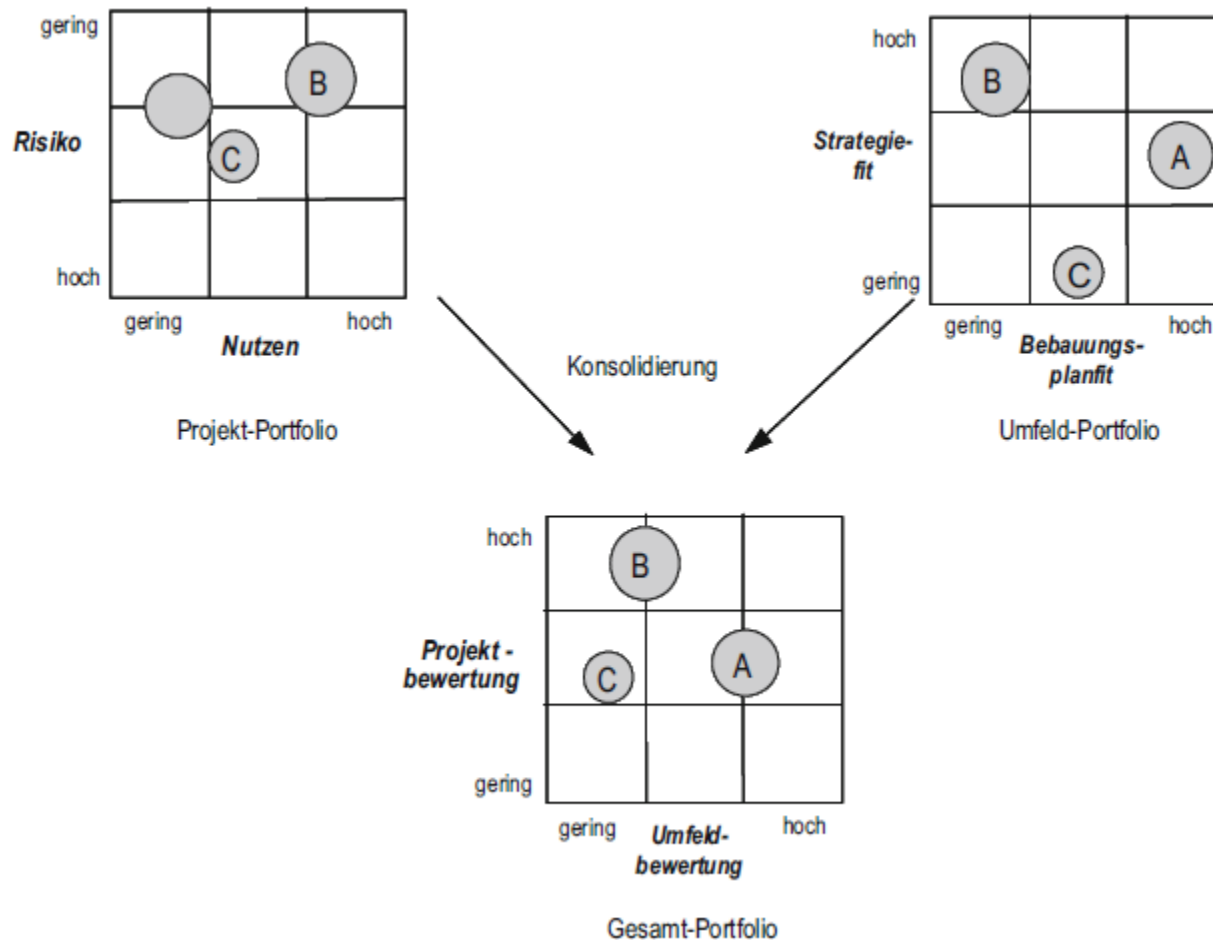 gering
B
Risiko
C
hoch
gering
hoch
Nutzen
Projekt-Portfolio
hoch
B
Strategie-
fit
A
C
gering
gering
hoch
Bebauungs-
planfit
Umfeld-Portfolio
Konsolidierung
hoch
B
Projekt -
bewertung
C
A
gering
gering
hoch
Umfeld-
bewertung
Gesamt-Portfolio